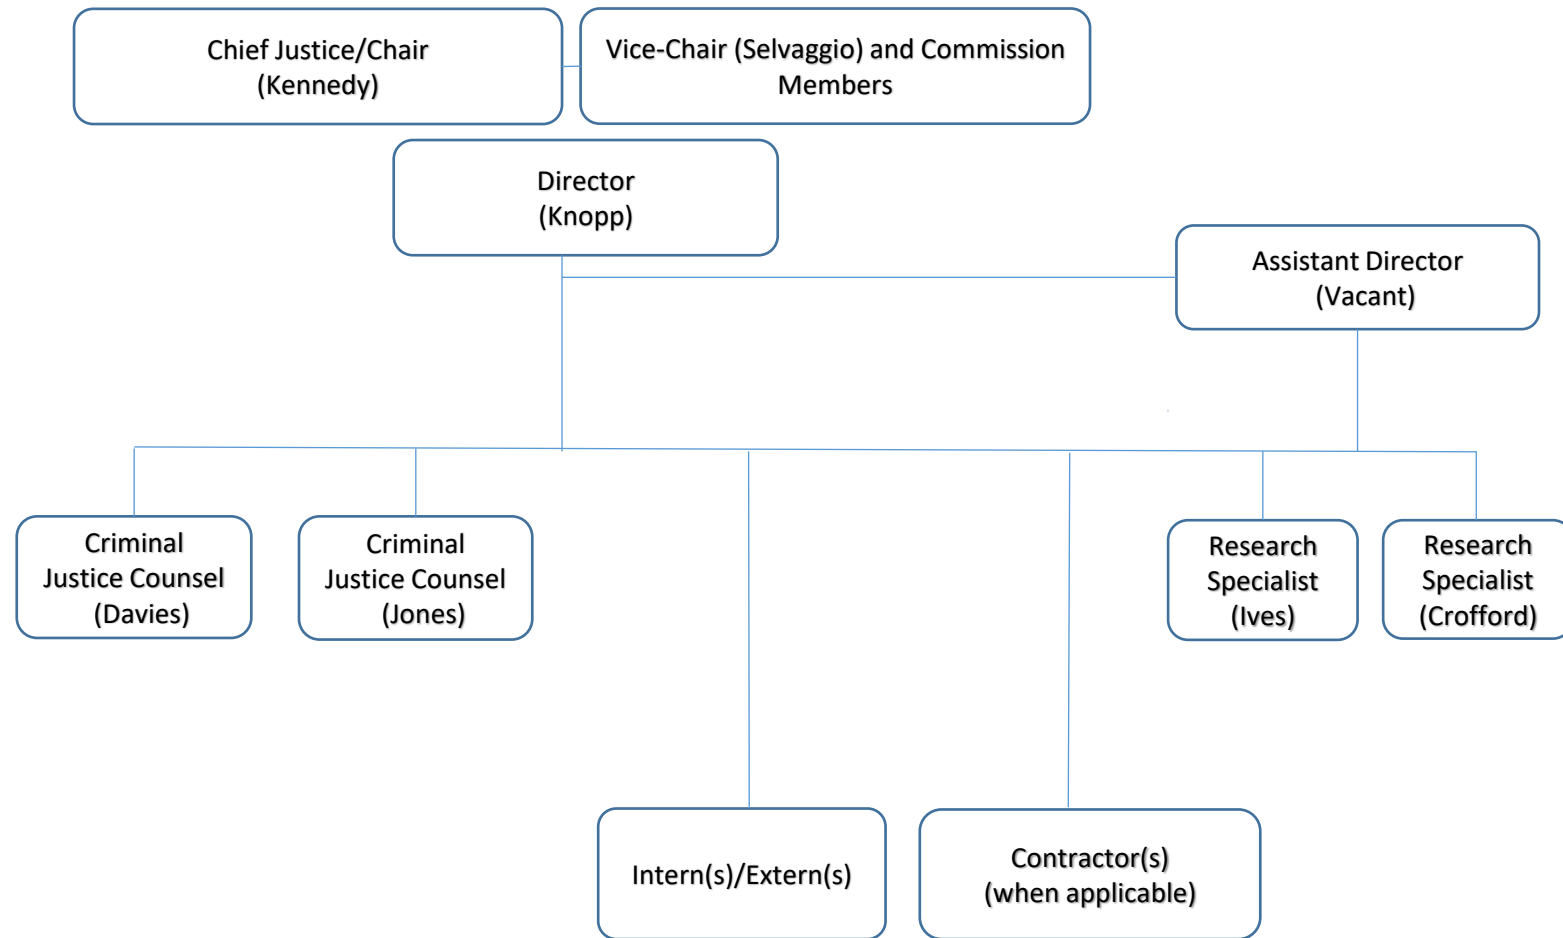 Chief Justice/Chair
(Kennedy)
Vice-Chair (Selvaggio) and Commission
Members
Director
(Knopp)
Assistant Director
(Vacant)
Criminal
Justice Counsel
(Davies)
Criminal
Justice Counsel
(Jones)
Research
Specialist
(Ives)
Research
Specialist
(Crofford)
Intern(s)/Extern(s)
Contractor(s)
(when applicable)